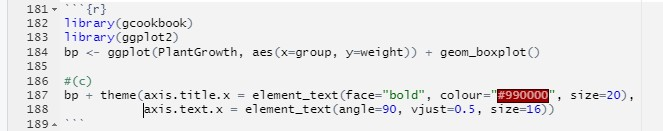 181 ```{r}
182 library(gcookbook)
183 library(ggplot2)
184 bp <- ggplot(PlantGrowth, aes(x=group, y=weight)) + geom_boxplot()
185
186 #(c)
187 bp + theme(axis.title.x = element_text(face="bold", colour="#990000", size=20),
188 axis.text.x = element_text(angle=90, vjust=0.5, size=16))
189 ```